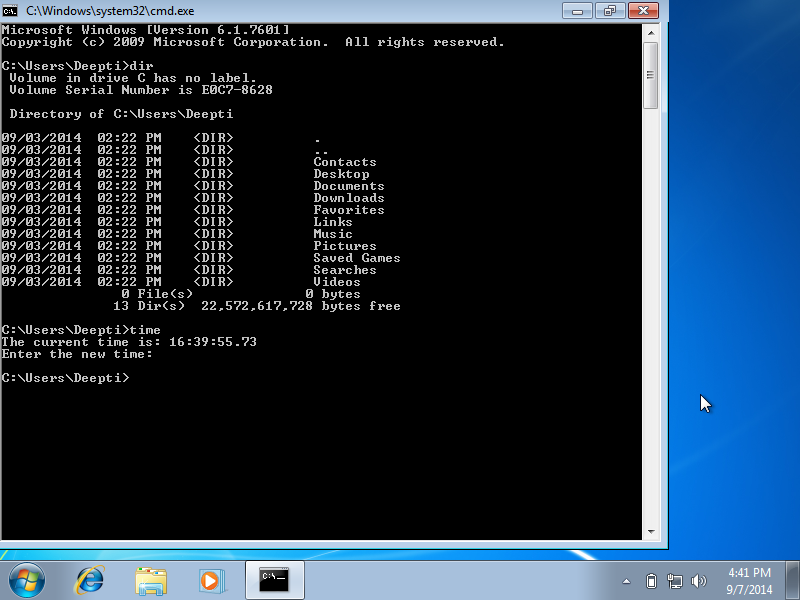 C:\Windows\system32\cmd.exe
Microsoft Windows [Version 6.1.7601]
Copyright (c) 2009 Microsoft Corporation.  All rights reserved.
C:\Users\Deepti>dir
 Volume in drive C has no label.
 Volume Serial Number is E0C7-8628
 Directory of C:\Users\Deepti
09/03/2014  02:22 PM    <DIR>          .
09/03/2014  02:22 PM    <DIR>          ..
09/03/2014  02:22 PM    <DIR>          Contacts
09/03/2014  02:22 PM    <DIR>          Desktop
09/03/2014  02:22 PM    <DIR>          Documents
09/03/2014  02:22 PM    <DIR>          Downloads
09/03/2014  02:22 PM    <DIR>          Favorites
09/03/2014  02:22 PM    <DIR>          Links
09/03/2014  02:22 PM    <DIR>          Music
09/03/2014  02:22 PM    <DIR>          Pictures
09/03/2014  02:22 PM    <DIR>          Saved Games
09/03/2014  02:22 PM    <DIR>          Searches
09/03/2014  02:22 PM    <DIR>          Videos
               0 File(s)              0 bytes
              13 Dir(s)  22,572,617,728 bytes free
C:\Users\Deepti>time
The current time is: 16:39:55.73
Enter the new time:
C:\Users\Deepti>
C:\_
4:41 PM
9/7/2014